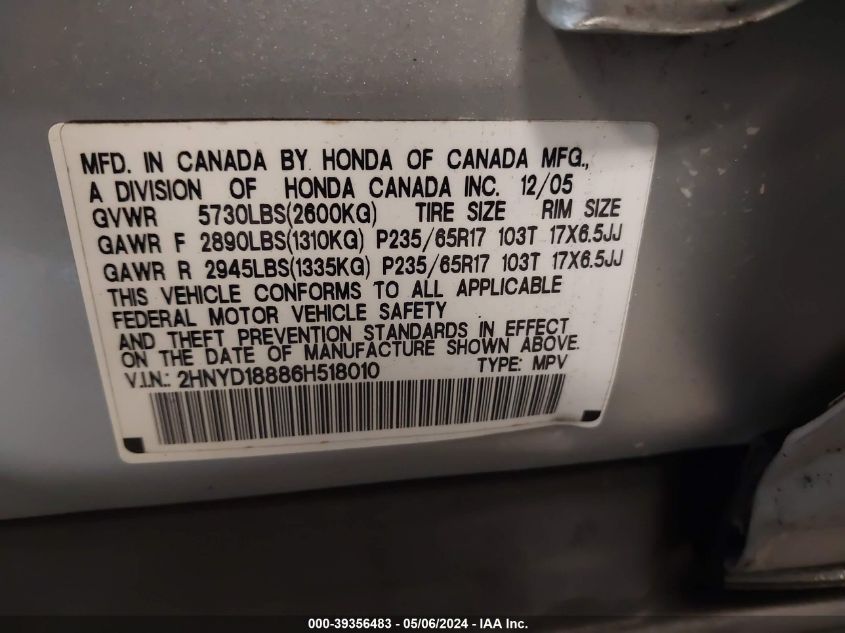 MFD. IN CANADA BY HONDA OF CANADA MFG.,
A DIVISION OF HONDA CANADA INC. 12/05
GVWR 5730LBS(2600KG) TIRE SIZE RIM SIZE
GAWR F 2890LBS(1310KG) P235/65R17 103T 17X6.5JJ
GAWR R 2945LBS(1335KG) P235/65R17 103T 17X6.5JJ
THIS VEHICLE CONFORMS TO ALL APPLICABLE
FEDERAL MOTOR VEHICLE SAFETY
AND THEFT PREVENTION STANDARDS IN EFFECT
ON THE DATE OF MANUFACTURE SHOWN ABOVE.
V.I.N.: 2HNYD18886H518010 TYPE: MPV
000-39356483 - 05/06/2024 - IAA Inc.